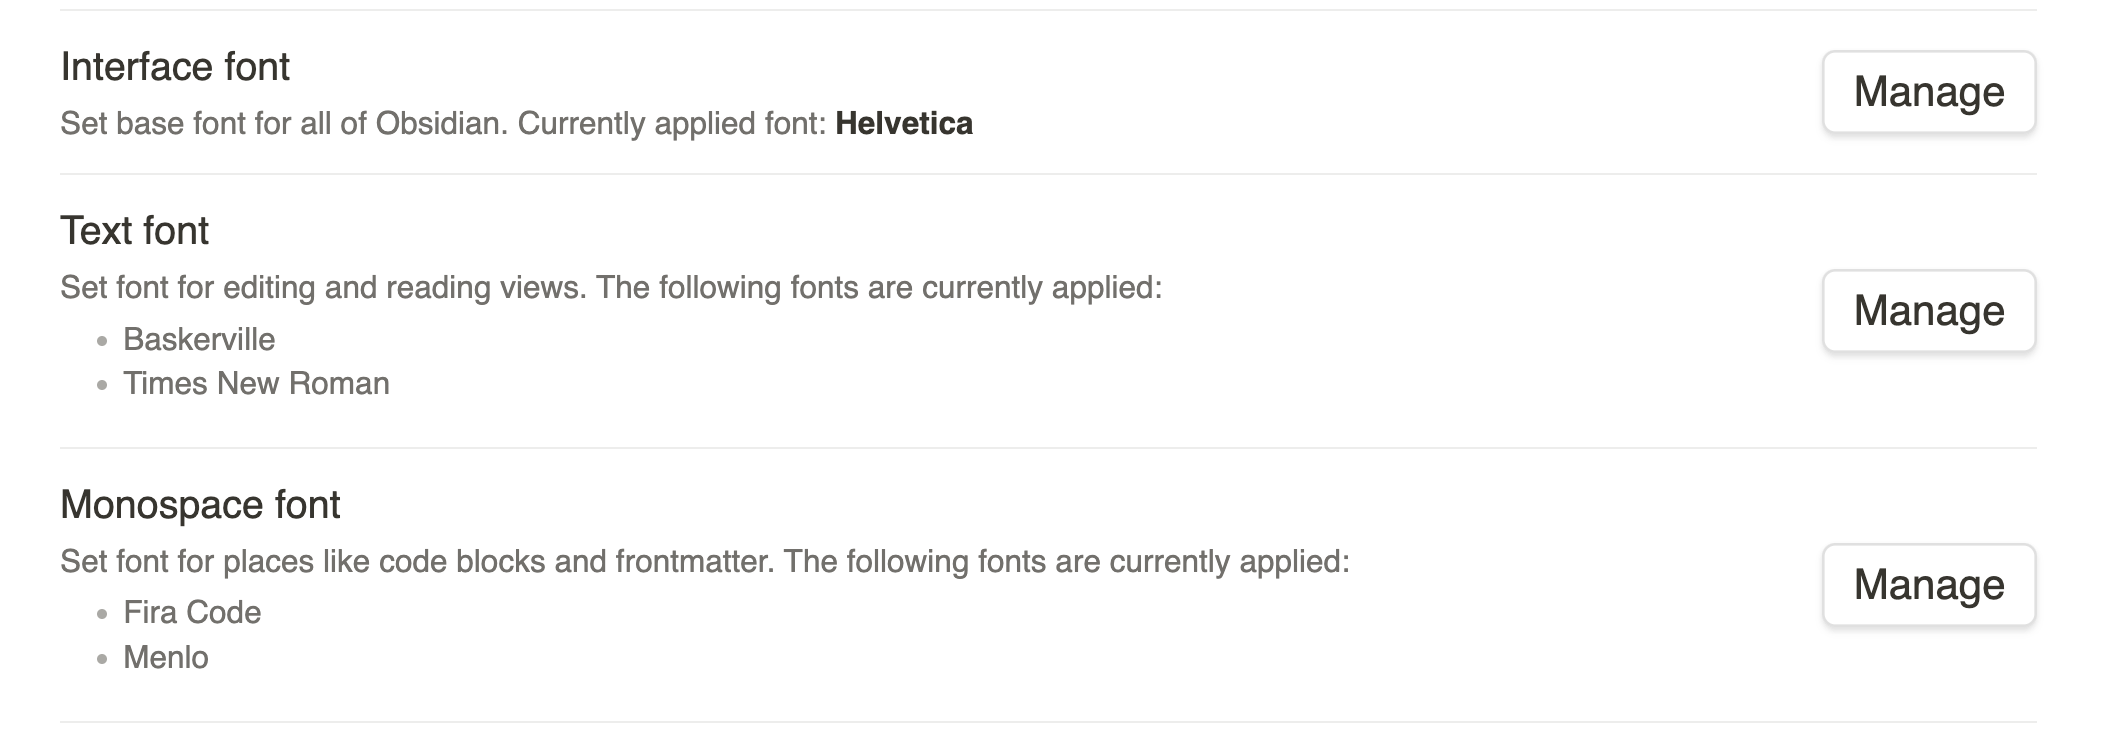 Interface font
Set base font for all of Obsidian. Currently applied font: Helvetica
Manage
Text font
Set font for editing and reading views. The following fonts are currently applied:
Baskerville
Times New Roman
Manage
Monospace font
Set font for places like code blocks and frontmatter. The following fonts are currently applied:
Fira Code
Menlo
Manage